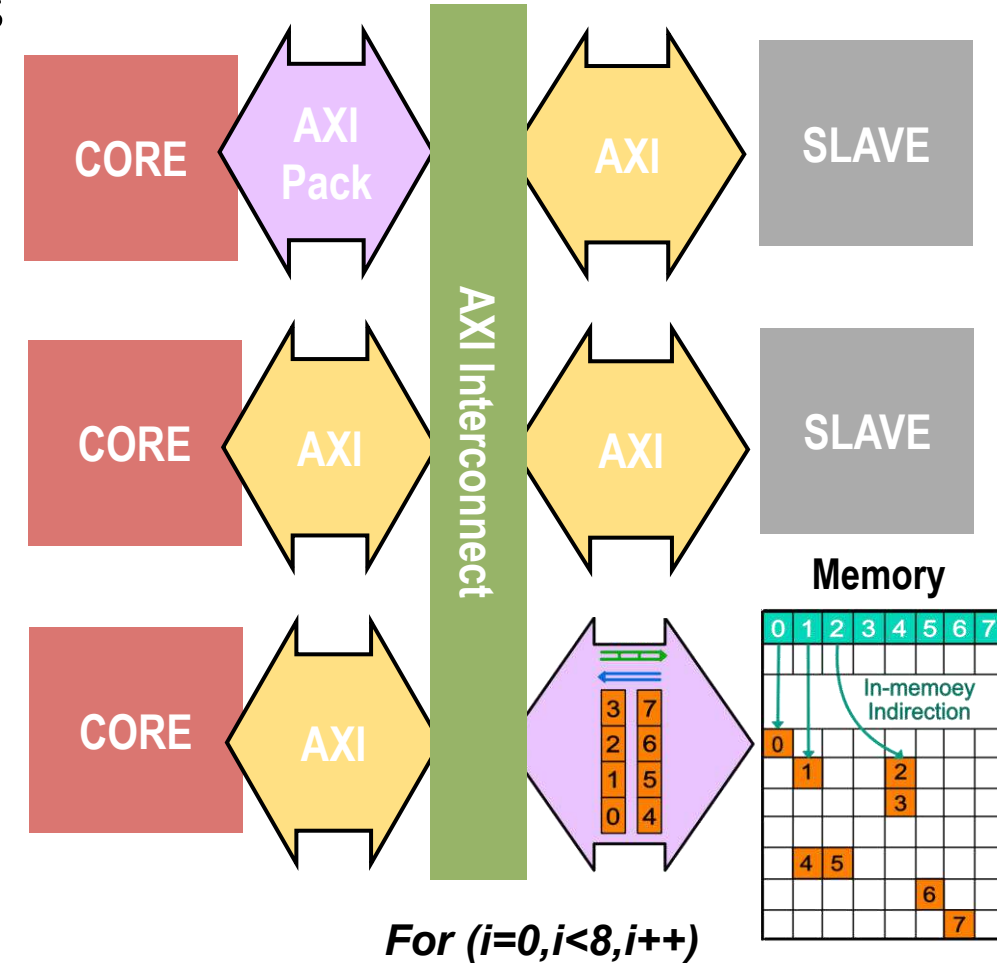 CORE
AXI
Pack
AXI
SLAVE
AXI Interconnect
CORE
AXI
AXI
SLAVE
Memory
CORE
AXI
3 7
2 6
1 5
0 4
0 1 2 3 4 5 6 7
In-memoey
Indirection
0
1 2
3
4 5
6
7
For (i=0,i<8,i++)